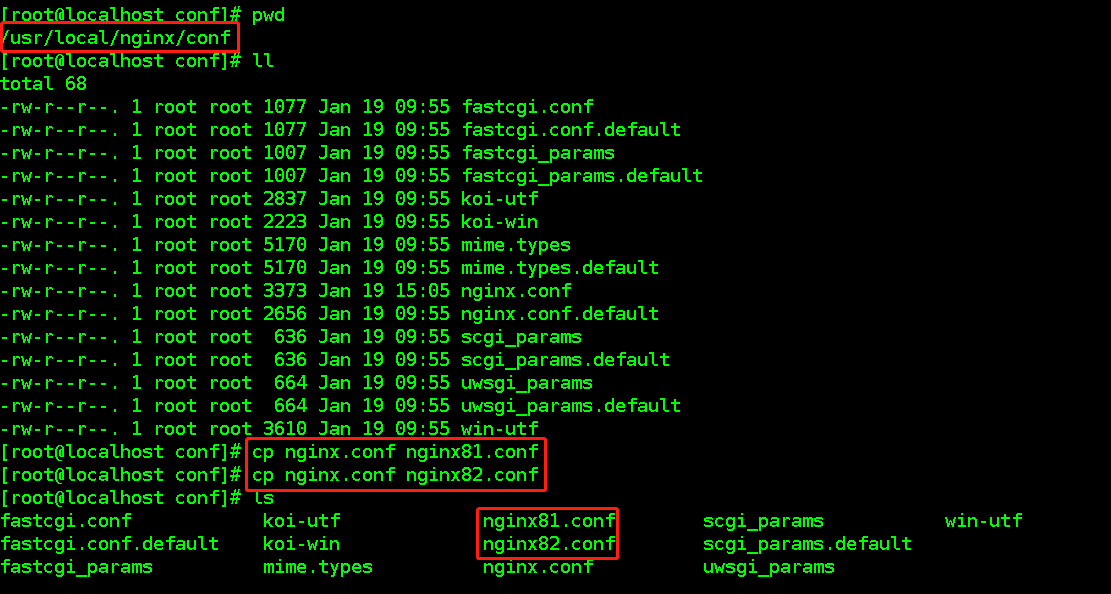 [root@localhost conf]# pwd
/usr/local/nginx/conf
[root@localhost conf]# ll
total 68
-rw-r--r--. 1 root root 1077 Jan 19 09:55 fastcgi.conf
-rw-r--r--. 1 root root 1077 Jan 19 09:55 fastcgi.conf.default
-rw-r--r--. 1 root root 1007 Jan 19 09:55 fastcgi_params
-rw-r--r--. 1 root root 1007 Jan 19 09:55 fastcgi_params.default
-rw-r--r--. 1 root root 2837 Jan 19 09:55 koi-utf
-rw-r--r--. 1 root root 2223 Jan 19 09:55 koi-win
-rw-r--r--. 1 root root 5170 Jan 19 09:55 mime.types
-rw-r--r--. 1 root root 5170 Jan 19 09:55 mime.types.default
-rw-r--r--. 1 root root 3373 Jan 19 15:05 nginx.conf
-rw-r--r--. 1 root root 2656 Jan 19 09:55 nginx.conf.default
-rw-r--r--. 1 root root  636 Jan 19 09:55 scgi_params
-rw-r--r--. 1 root root  636 Jan 19 09:55 scgi_params.default
-rw-r--r--. 1 root root  664 Jan 19 09:55 uwsgi_params
-rw-r--r--. 1 root root  664 Jan 19 09:55 uwsgi_params.default
-rw-r--r--. 1 root root 3610 Jan 19 09:55 win-utf
[root@localhost conf]# cp nginx.conf nginx81.conf
[root@localhost conf]# cp nginx.conf nginx82.conf
[root@localhost conf]# ls
fastcgi.conf            koi-utf             nginx81.conf        scgi_params           win-utf
fastcgi.conf.default    koi-win             nginx82.conf        scgi_params.default
fastcgi_params          mime.types          nginx.conf          uwsgi_params